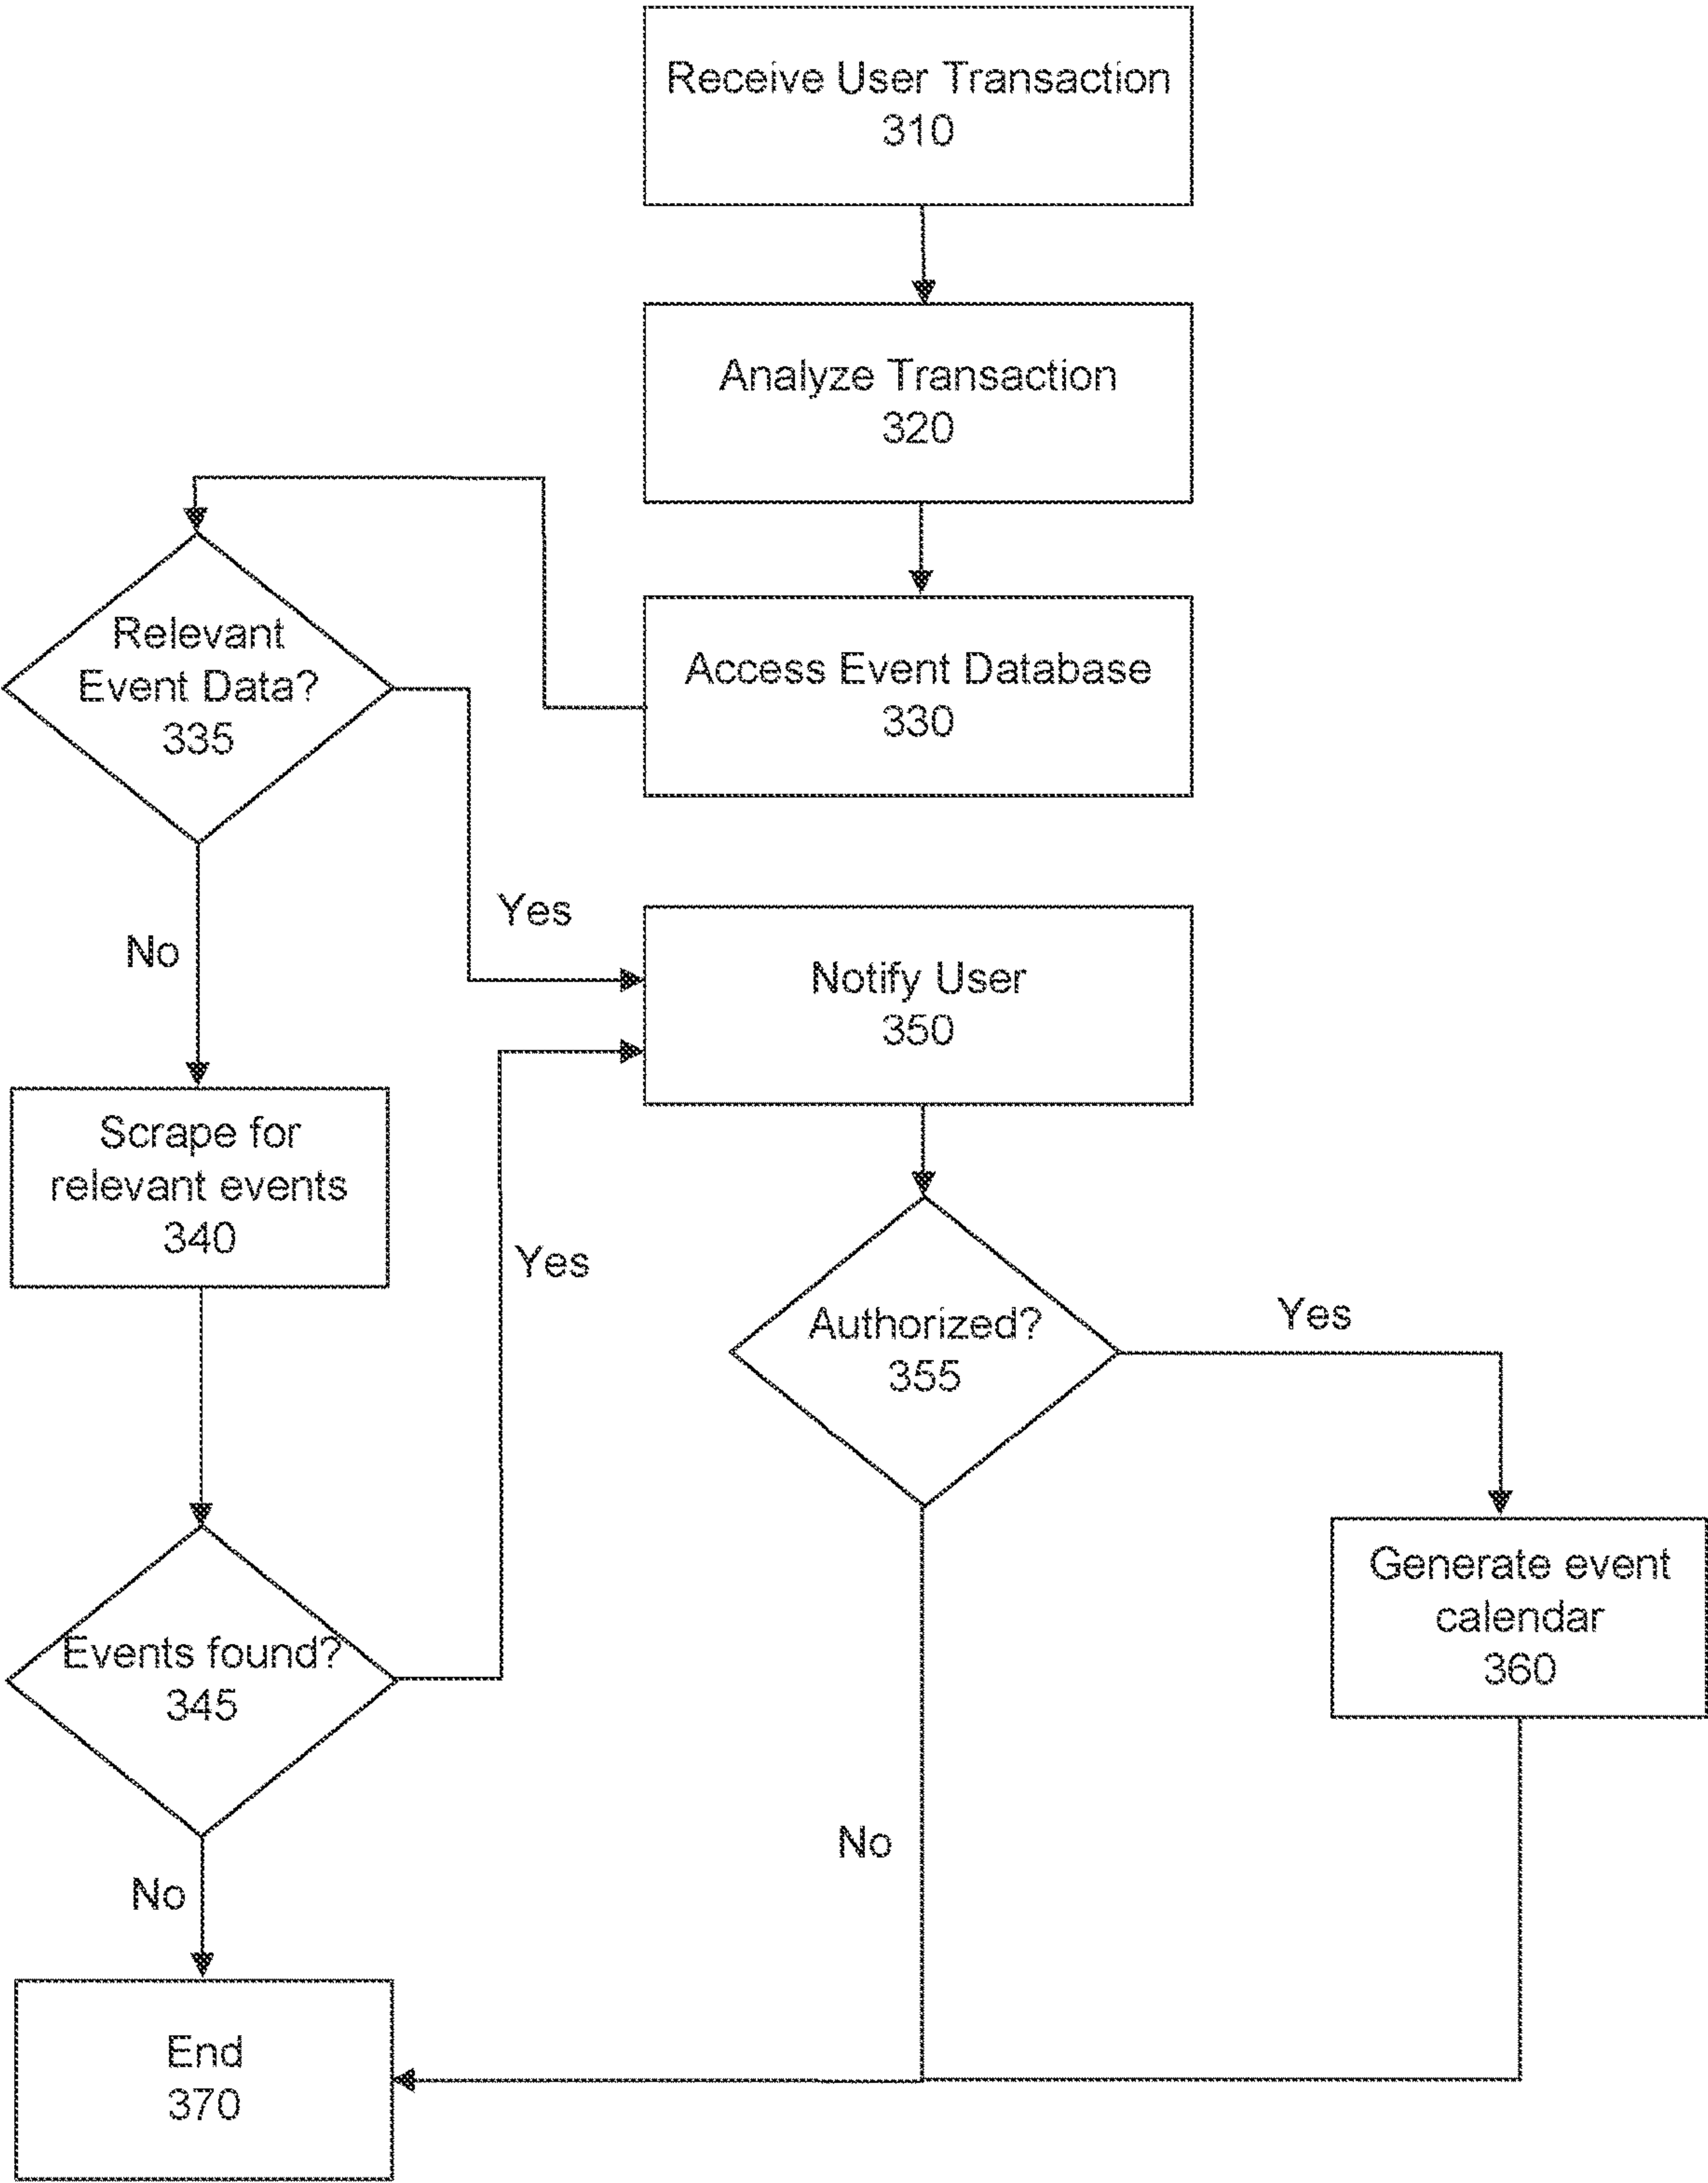 Receive User Transaction
310
Analyze Transaction
320
Access Event Database
330
Relevant
Event Data?
335
Yes
No
Notify User
350
Scrape for
relevant events
340
Yes
Authorized?
355
Yes
Events found?
345
Generate event
calendar
360
No
No
End
370